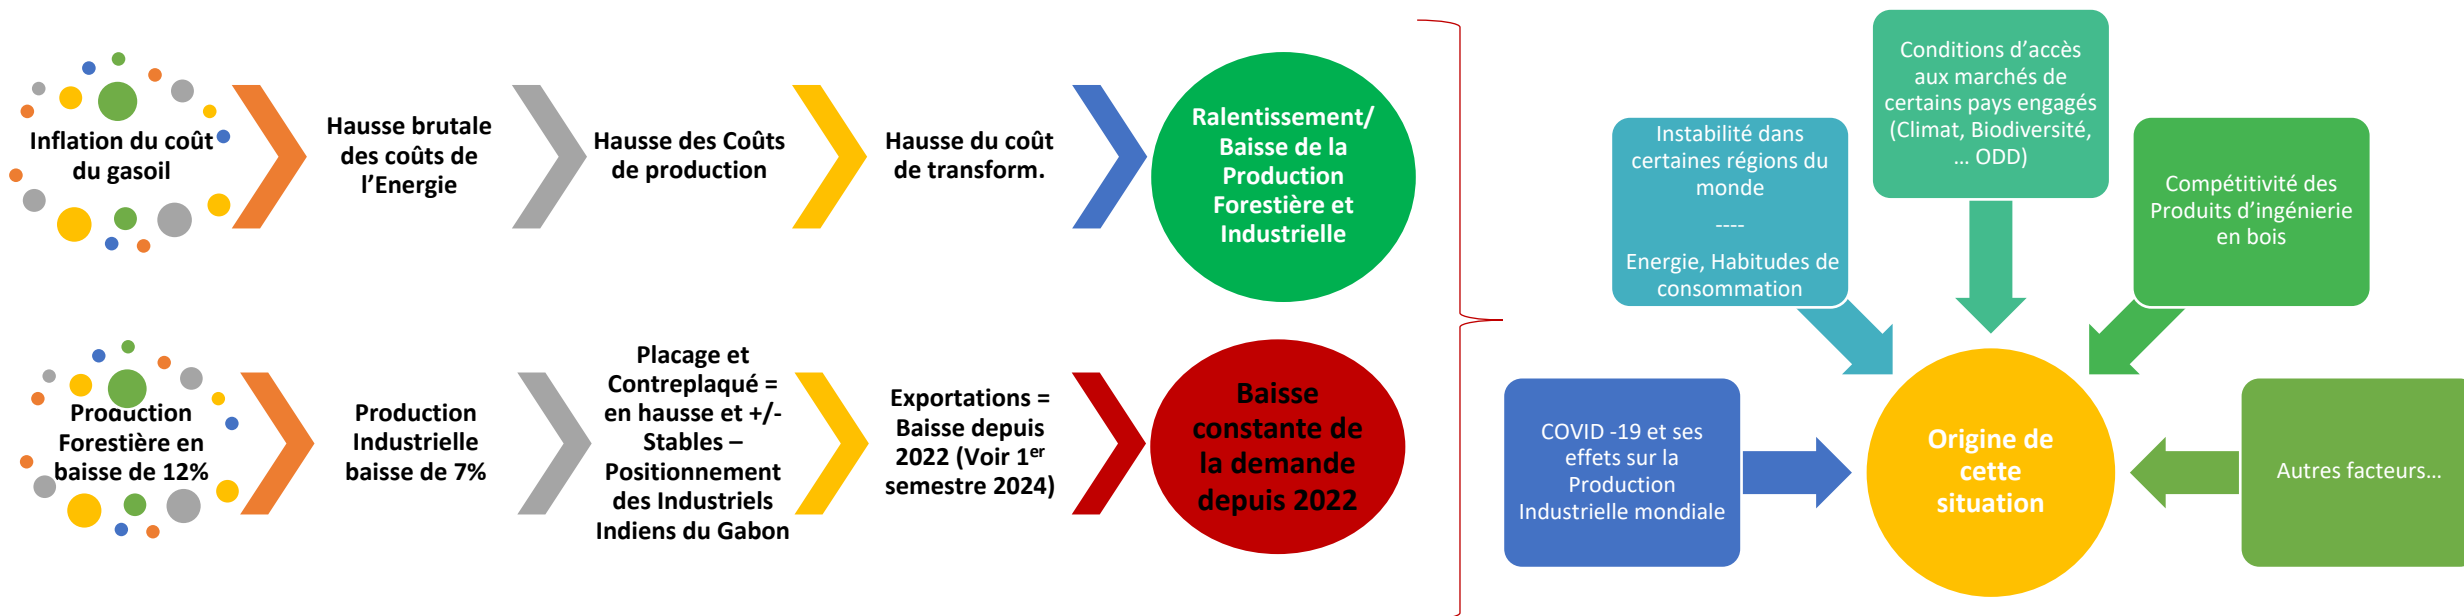 Inflation du coût
du gasoil
Hausse brutale
des coûts de
l’Energie
Hausse des Coûts
de production
Hausse du coût
de transform.
Ralentissement/
Baisse de la
Production
Forestière et
Industrielle
Production
Forestière en
baisse de 12%
Production
Industrielle
baisse de 7%
Placage et
Contreplaqué =
en hausse et +/-
Stables –
Positionnement
des Industriels
Indiens du Gabon
Exportations =
Baisse depuis
2022 (Voir 1er
semestre 2024)
Baisse
constante de
la demande
depuis 2022
COVID -19 et ses
effets sur la
Production
Industrielle mondiale
Instabilité dans
certaines régions du
monde
----
Energie, Habitudes de
consommation
Conditions d’accès
aux marchés de
certains pays engagés
(Climat, Biodiversité,
… ODD)
Compétitivité des
Produits d’ingénierie
en bois
Autres facteurs…
Origine de
cette
situation